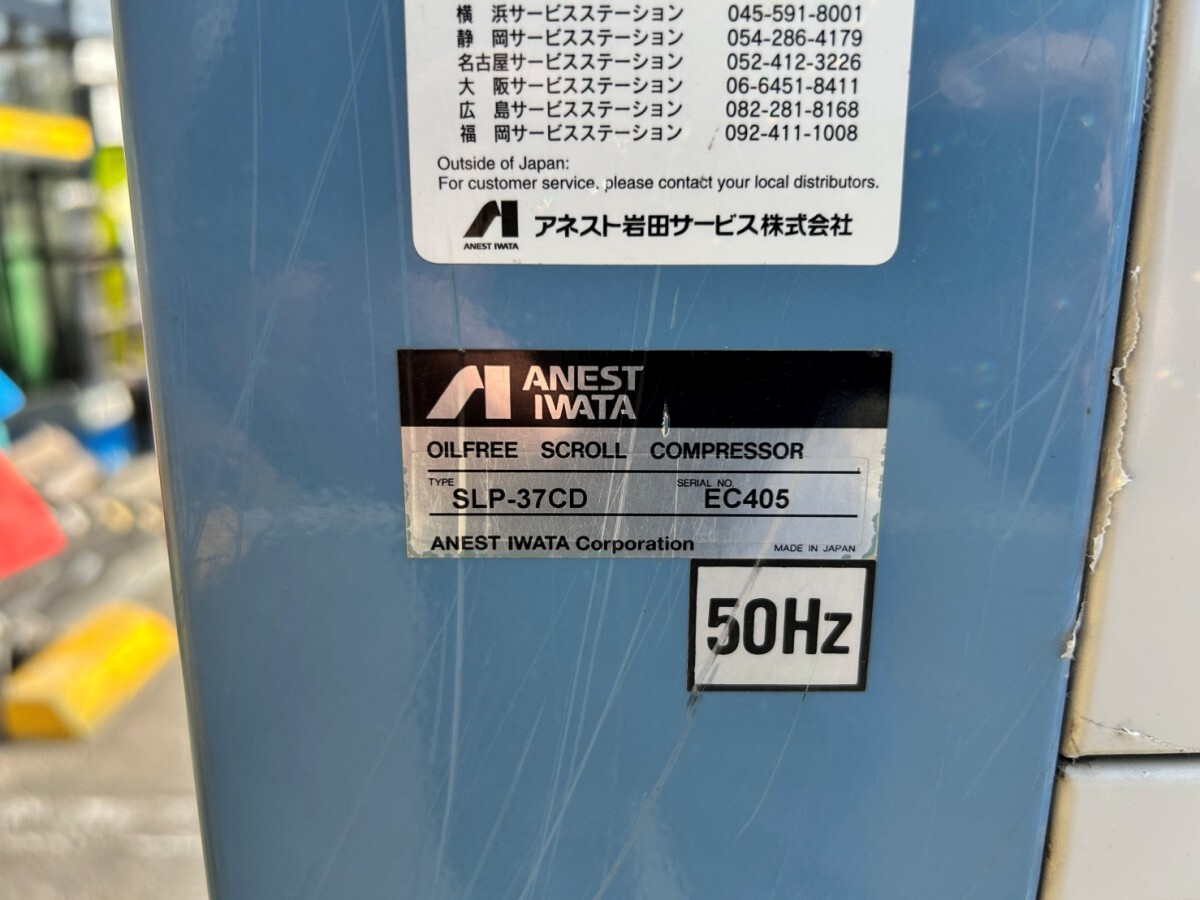 横 浜サービスステーション 045-591-8001
静 岡サービスステーション 054-286-4179
名古屋サービスステーション 052-412-3226
大 阪サービスステーション 06-6451-8411
広 島サービスステーション 082-281-8168
福 岡サービスステーション 092-411-1008
Outside of Japan:
For customer service, please contact your local distributors.
ANEST IWATA アネスト岩田サービス株式会社
ANEST
IWATA
OILFREE SCROLL COMPRESSOR
TYPE SLP-37CD SERIAL NO. EC405
ANEST IWATA Corporation MADE IN JAPAN
50Hz